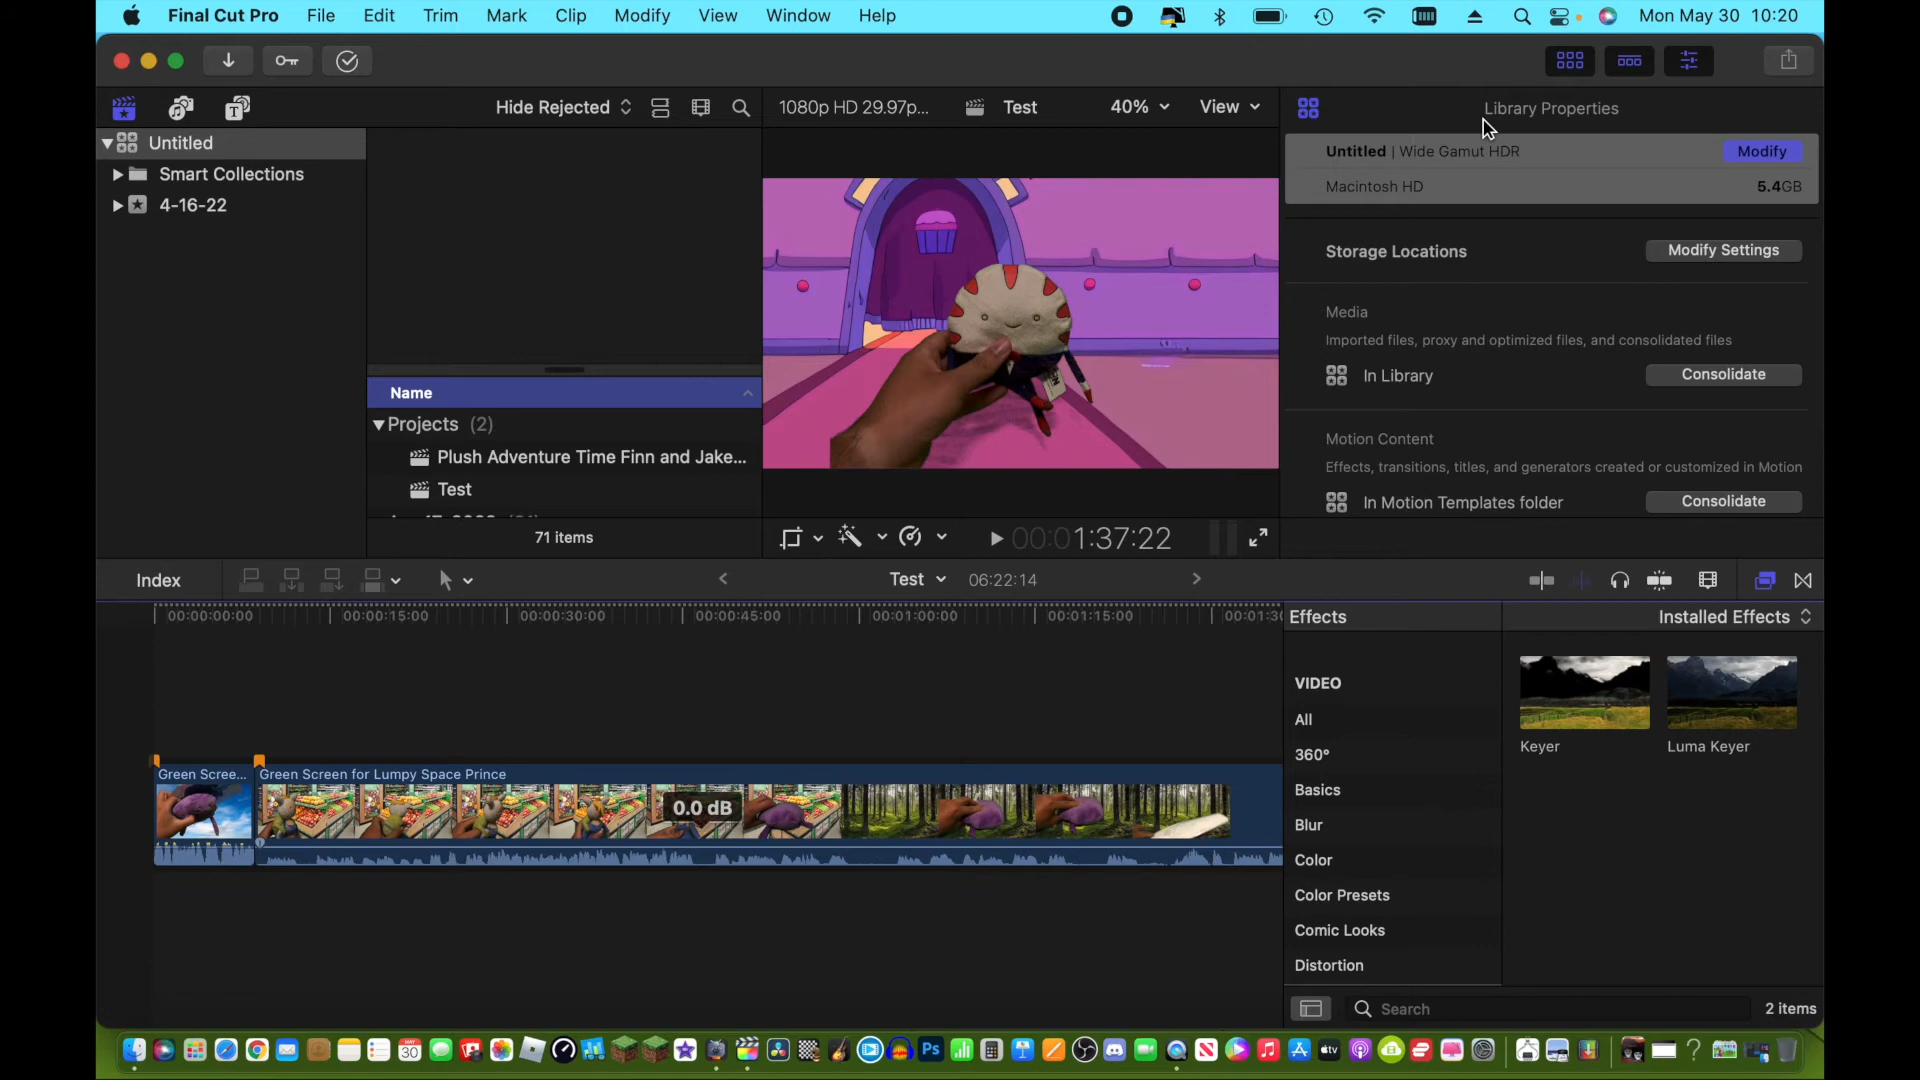 Final Cut Pro File Edit Trim Mark Clip Modify View Window Help Mon May 30 10:20
Hide Rejected 1080p HD 29.97p... Test 40% View Library Properties
Untitled
Smart Collections
4-16-22
Name
Projects (2)
Plush Adventure Time Finn and Jake...
Test
71 items
00:001:37:22
Untitled | Wide Gamut HDR Modify
Macintosh HD 5.4GB
Storage Locations Modify Settings
Media
Imported files, proxy and optimized files, and consolidated files
In Library Consolidate
Motion Content
Effects, transitions, titles, and generators created or customized in Motion
In Motion Templates folder Consolidate
Index Test 06:22:14
00:00:00:00 00:00:15:00 00:00:30:00 00:00:45:00 00:01:00:00 00:01:15:00 00:01:30
Green Scree... Green Screen for Lumpy Space Prince
0.0 dB
Effects Installed Effects
VIDEO
All
360°
Basics
Blur
Color
Color Presets
Comic Looks
Distortion
Keyer Luma Keyer
Search 2 items